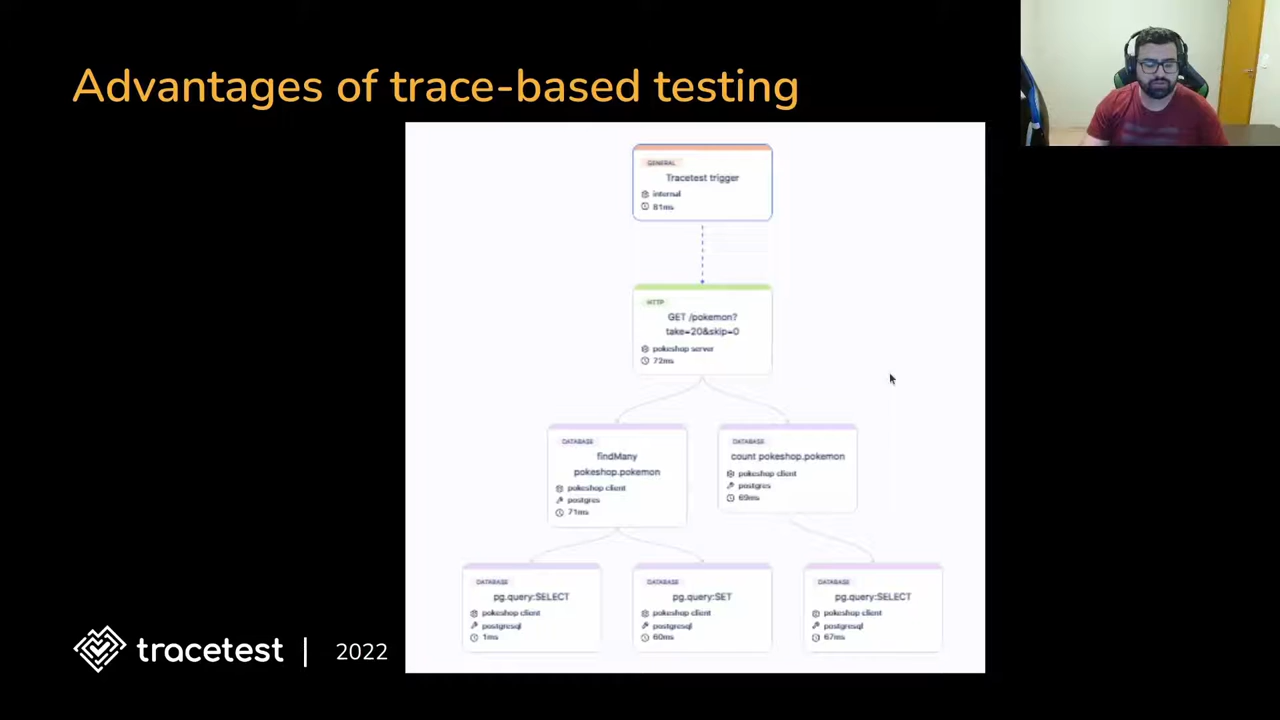 Advantages of trace-based testing
GENERAL
Tracetest trigger
internal
81ms
HTTP
GET /pokemon?
take=20&skip=0
pokeshop server
72ms
DATABASE
findMany
pokeshop.pokemon
pokeshop client
postgres
71ms
DATABASE
count pokeshop.pokemon
pokeshop client
postgres
69ms
DATABASE
pg.query:SELECT
pokeshop client
postgresql
1ms
DATABASE
pg.query:SET
pokeshop client
postgresql
60ms
DATABASE
pg.query:SELECT
pokeshop client
postgresql
67ms
tracetest | 2022